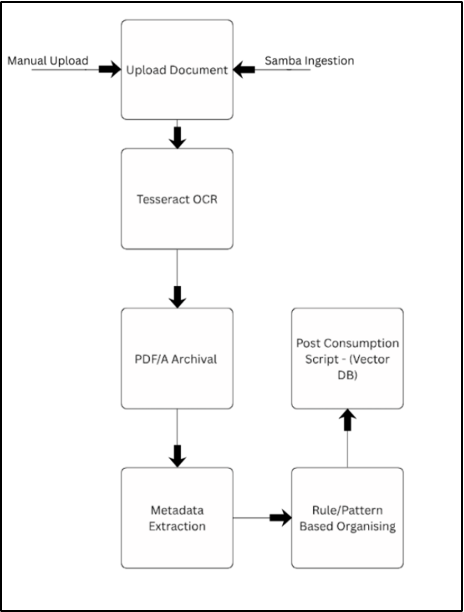 Manual Upload
Upload Document
Samba Ingestion
Tesseract OCR
PDF/A Archival
Post Consumption
Script - (Vector
DB)
Metadata
Extraction
Rule/Pattern
Based Organising